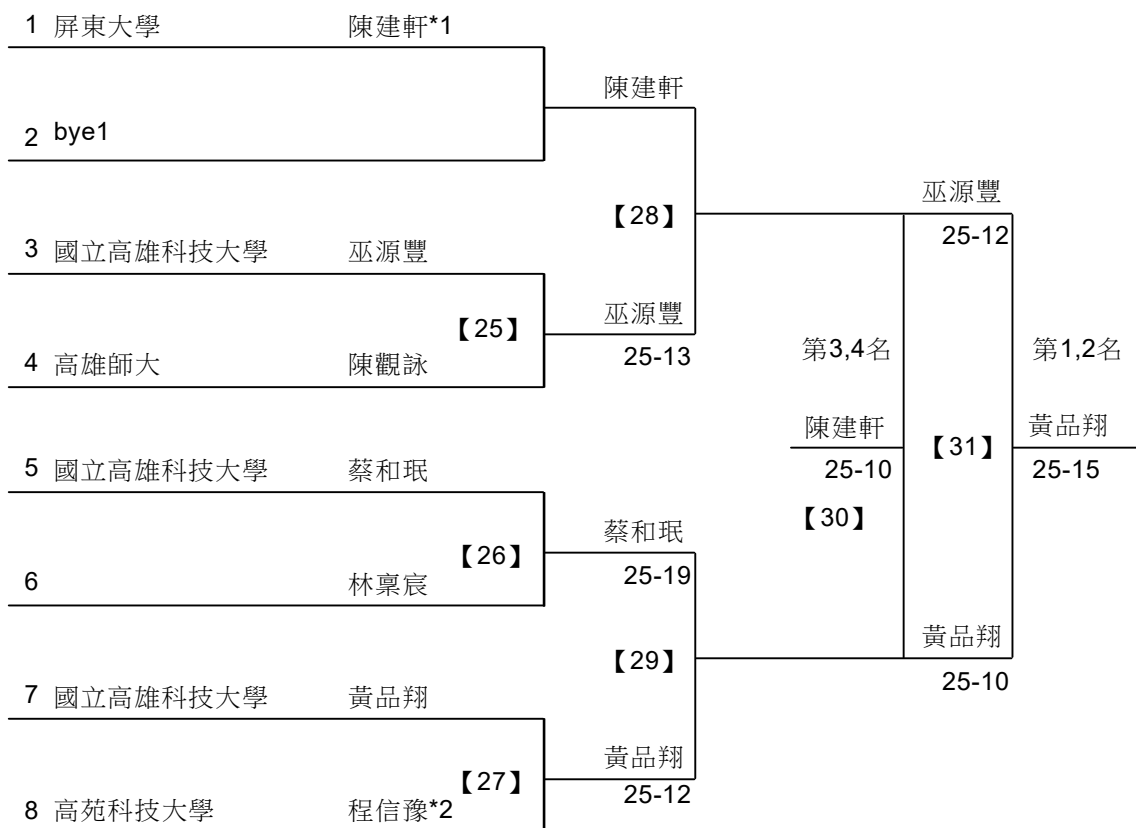 1 屏東大學 陳建軒*1
陳建軒
2 bye1
巫源豐
【28】
25-12
3 國立高雄科技大學 巫源豐
巫源豐
【25】
25-13
第3,4名
第1,2名
4 高雄師大 陳觀詠
陳建軒
【31】
黃品翔
5 國立高雄科技大學 蔡和珉
25-10
25-15
【30】
蔡和珉
【26】
25-19
6 林稟宸
黃品翔
【29】
25-10
7 國立高雄科技大學 黃品翔
黃品翔
【27】
25-12
8 高苑科技大學 程信豫*2